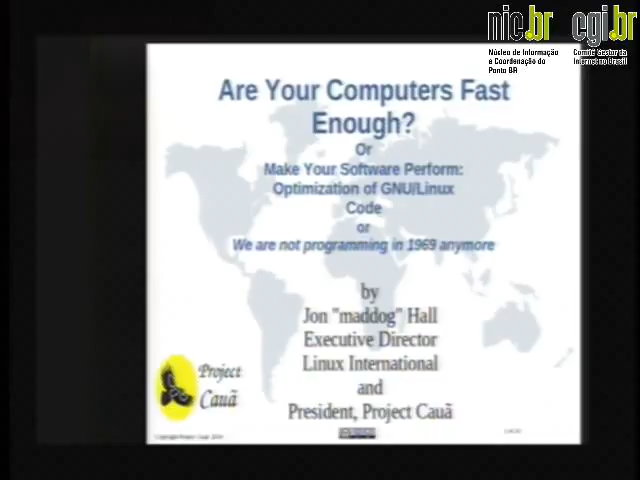 nic.br
Núcleo de Informação
e Coordenação do
Ponto BR
cgi.br
Comitê Gestor da
Internet no Brasil
Are Your Computers Fast
Enough?
Or
Make Your Software Perform:
Optimization of GNU/Linux
Code
or
We are not programming in 1969 anymore
by
Jon "maddog" Hall
Executive Director
Linux International
and
President, Project Cauã
Project
Cauã